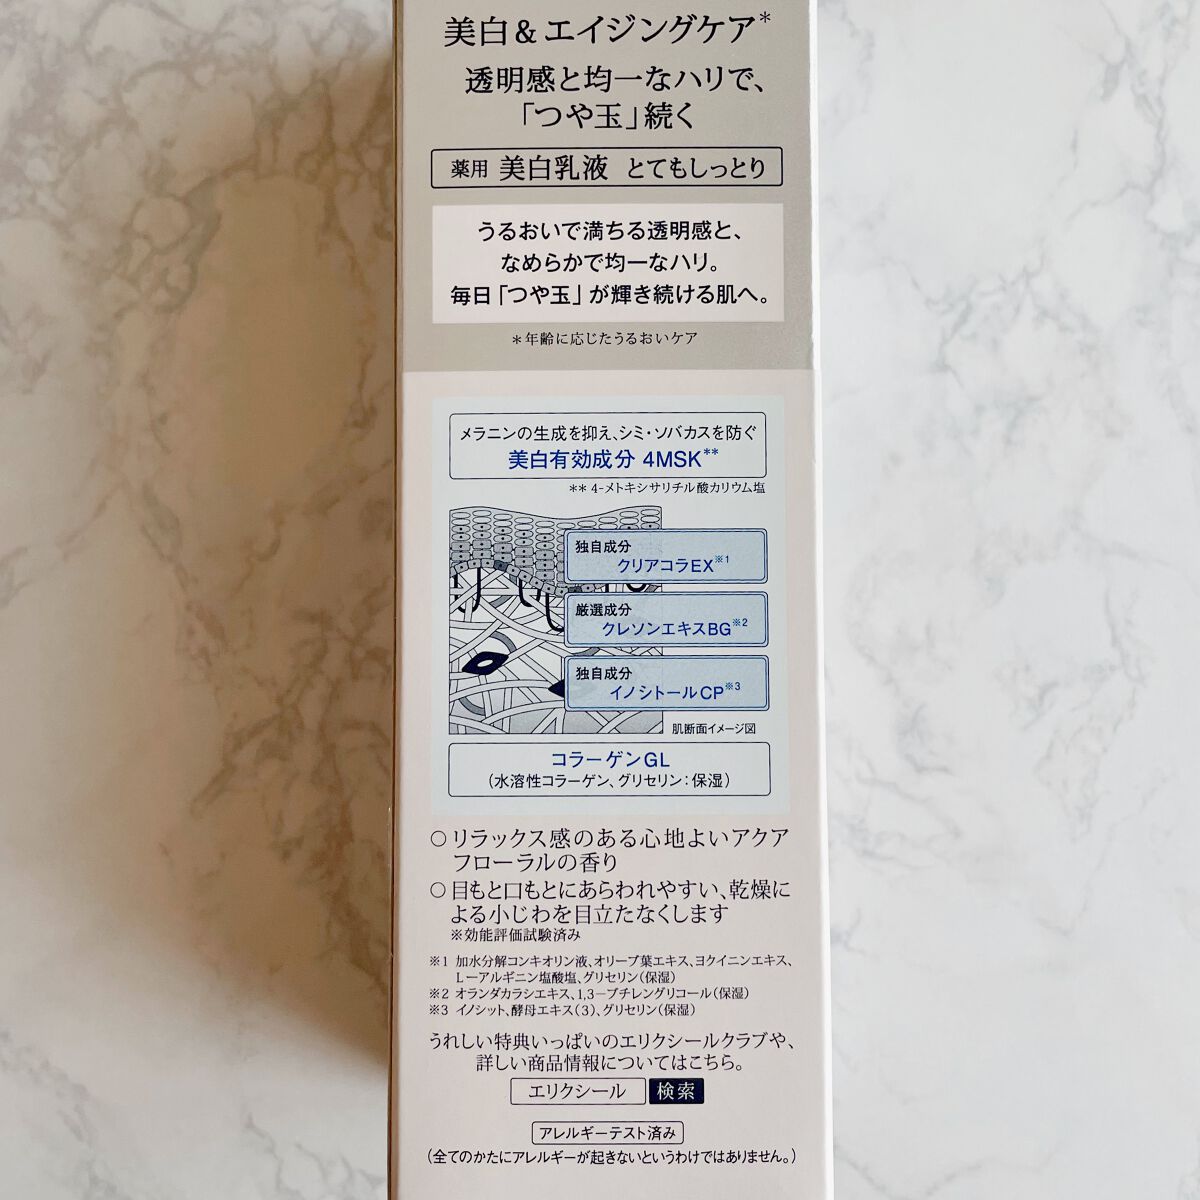 美白&エイジングケア*
透明感と均一なハリで、
「つや玉」続く
薬用 美白乳液 とてもしっとり
うるおいで満ちる透明感と、
なめらかで均一なハリ。
毎日「つや玉」が輝き続ける肌へ。
*年齢に応じたうるおいケア
メラニンの生成を抑え、シミ・ソバカスを防ぐ
美白有効成分 4MSK**
** 4-メトキシサリチル酸カリウム塩
独自成分
クリアコラEX※1
厳選成分
クレソンエキスBG※2
独自成分
イノシトールCP※3
肌断面イメージ図
コラーゲンGL
(水溶性コラーゲン、グリセリン:保湿)
○リラックス感のある心地よいアクア
フローラルの香り
○目もと口もとにあらわれやすい、乾燥に
よる小じわを目立たなくします
※効能評価試験済み
※1 加水分解コンキオリン液、オリーブ葉エキス、ヨクイニンエキス、
L-アルギニン塩酸塩、グリセリン(保湿)
※2 オランダカラシエキス、1,3-ブチレングリコール(保湿)
※3 イノシット、酵母エキス(3)、グリセリン(保湿)
うれしい特典いっぱいのエリクシールクラブや、
詳しい商品情報についてはこちら。
エリクシール 検索
アレルギーテスト済み
(全てのかたにアレルギーが起きないというわけではありません。)